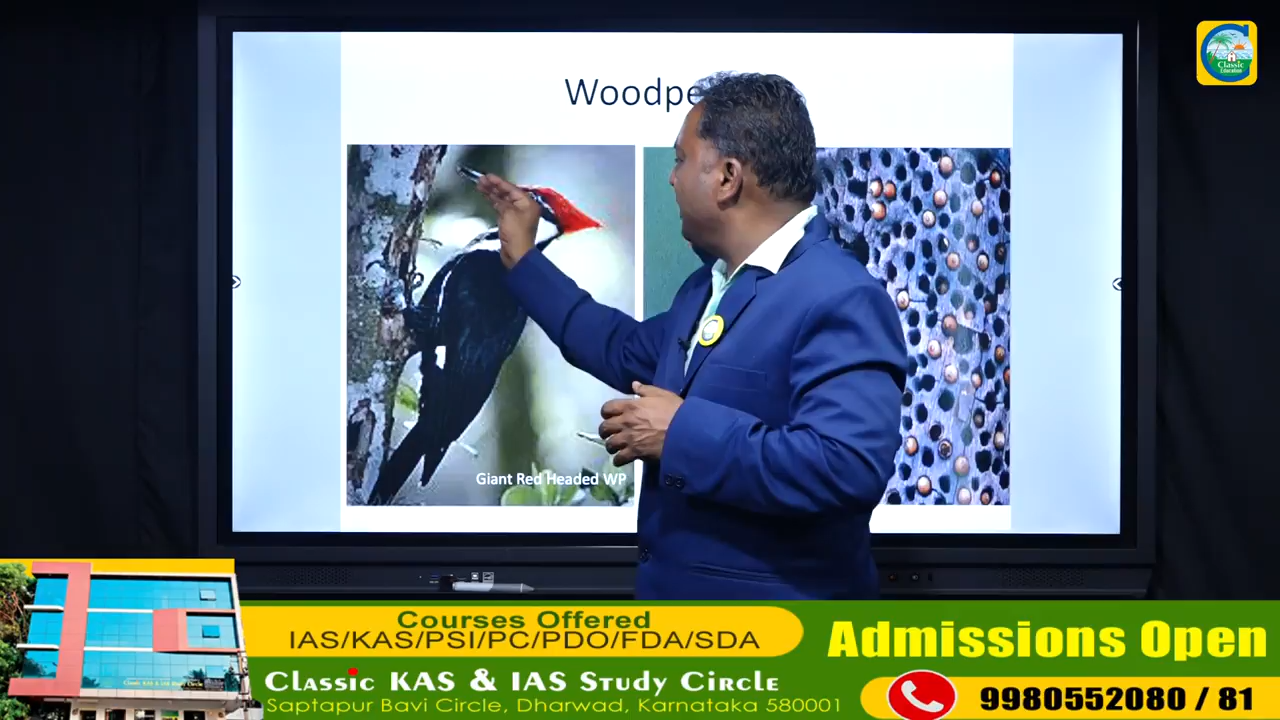 Classic
Education
Woodpe
Giant Red Headed WP
Courses Offered
IAS/KAS/PSI/PC/PDO/FDA/SDA
Admissions Open
Classic KAS & IAS Study Circle
Saptapur Bavi Circle, Dharwad, Karnataka 580001
9980552080 / 81